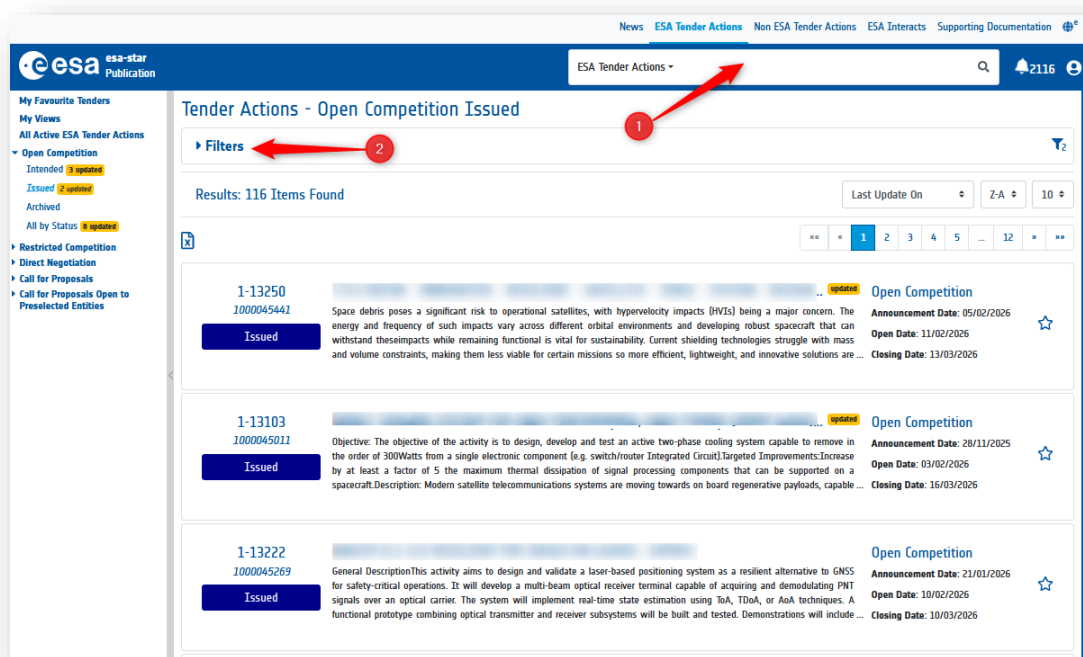 News ESA Tender Actions Non ESA Tender Actions ESA Interacts Supporting Documentation e
esa esa-star
Publication
ESA Tender Actions
2116
1
My Favourite Tenders
My Views
All Active ESA Tender Actions
Open Competition
Intended 3 updated
Issued 2 updated
Archived
All by Status 8 updated
Restricted Competition
Direct Negotiation
Call for Proposals
Call for Proposals Open to
Preselected Entities
Tender Actions - Open Competition Issued
Filters
2
2
Results: 116 Items Found
Last Update On
Z-A
10
«« « 1 2 3 4 5 ... 12 » »»
1-13250
1000045441
Issued
.. updated
Space debris poses a significant risk to operational satellites, with hypervelocity impacts (HVIs) being a major concern. The
energy and frequency of such impacts vary across different orbital environments and developing robust spacecraft that can
withstand theseimpacts while remaining functional is vital for sustainability. Current shielding technologies struggle with mass
and volume constraints, making them less viable for certain missions so more efficient, lightweight, and innovative solutions are ...
Open Competition
Announcement Date: 05/02/2026
Open Date: 11/02/2026
Closing Date: 13/03/2026
1-13103
1000045011
Issued
... updated
Objective: The objective of the activity is to design, develop and test an active two-phase cooling system capable to remove in
the order of 300Watts from a single electronic component (e.g. switch/router Integrated Circuit).Targeted Improvements:Increase
by at least a factor of 5 the maximum thermal dissipation of signal processing components that can be supported on a
spacecraft.Description: Modern satellite telecommunications systems are moving towards on board regenerative payloads, capable ...
Open Competition
Announcement Date: 28/11/2025
Open Date: 03/02/2026
Closing Date: 16/03/2026
1-13222
1000045269
Issued
General DescriptionThis activity aims to design and validate a laser-based positioning system as a resilient alternative to GNSS
for safety-critical operations. It will develop a multi-beam optical receiver terminal capable of acquiring and demodulating PNT
signals over an optical carrier. The system will implement real-time state estimation using ToA, TDoA, or AoA techniques. A
functional prototype combining optical transmitter and receiver subsystems will be built and tested. Demonstrations will include ...
Open Competition
Announcement Date: 21/01/2026
Open Date: 10/02/2026
Closing Date: 10/03/2026